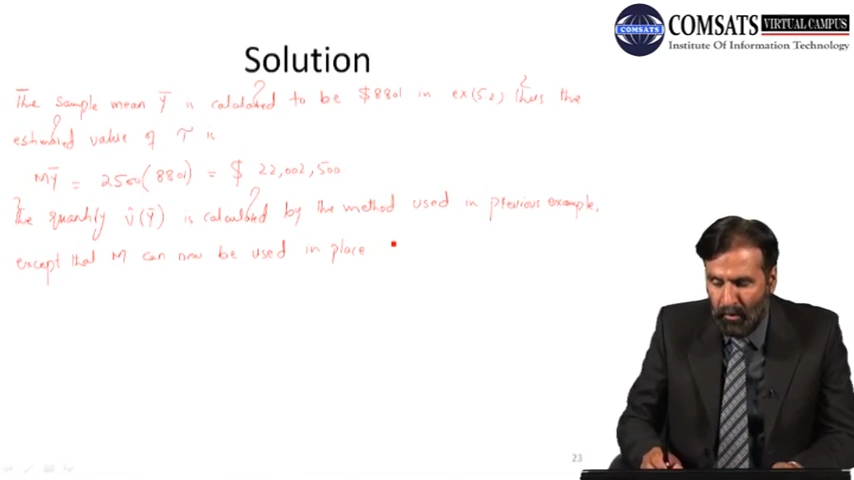 COMSATS VIRTUAL CAMPUS
Institute Of Information Technology
COMSATS
Solution
The sample mean ȳ is calculated to be $8801 in ex(5.2) thus the
estimated value of τ is
Mȳ = 2500(8801) = $ 22,002,500
The quantity V̂(ȳ) is calculated by the method used in previous example,
except that M can now be used in place
23